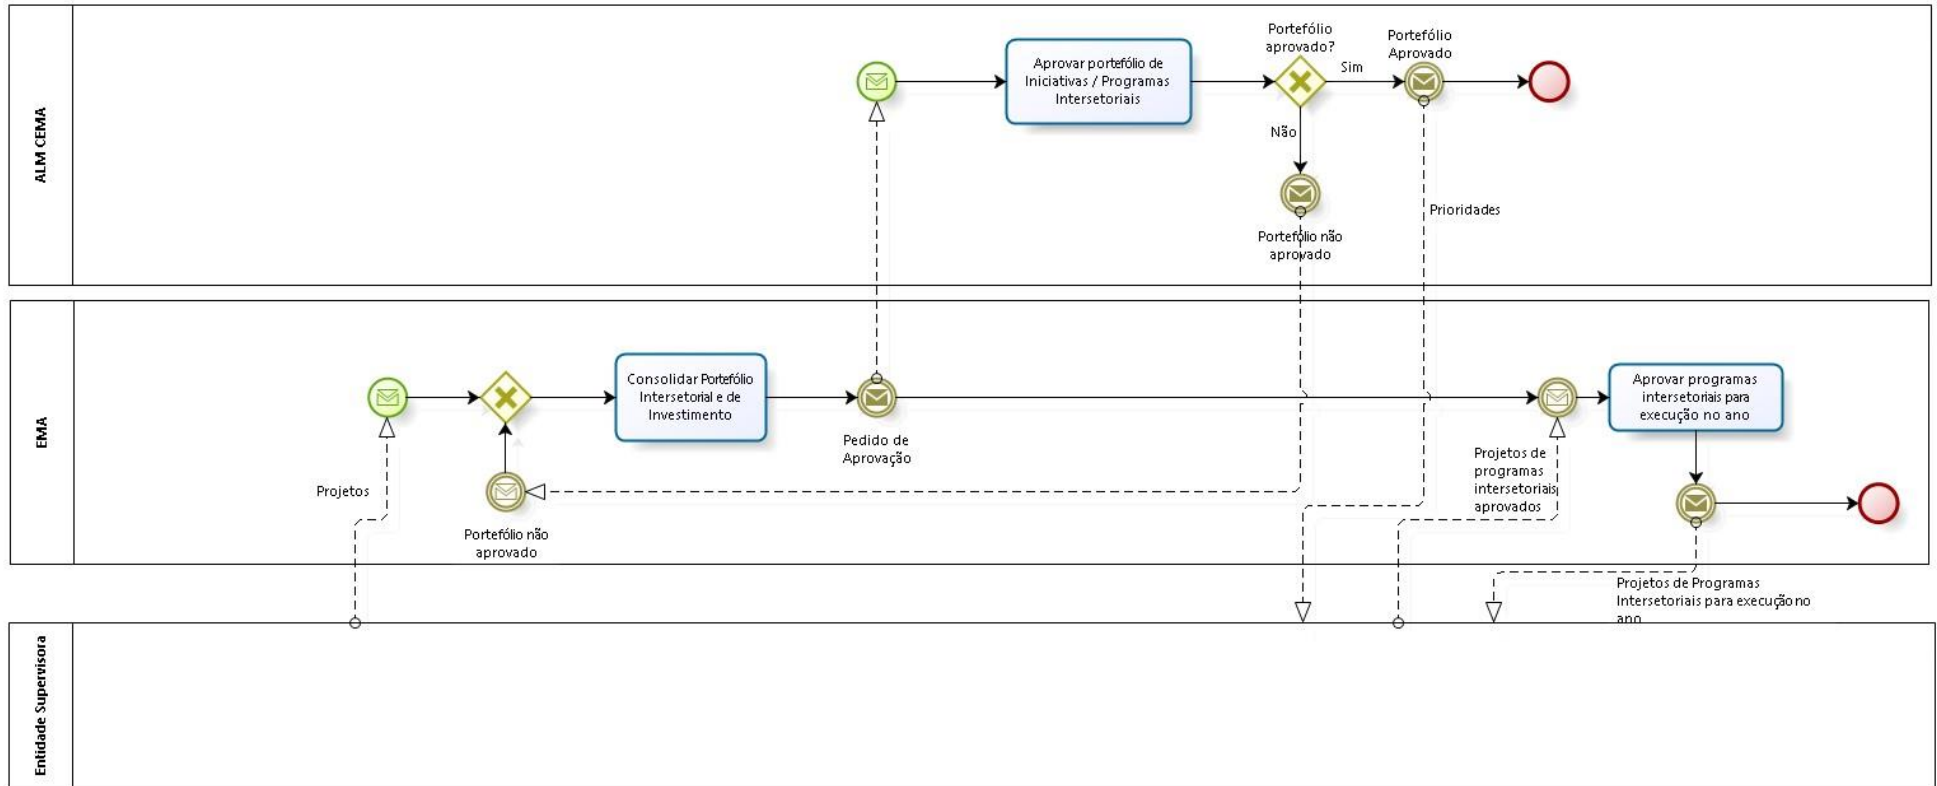 ALM CEMA
Portefólio
aprovado?
Portefólio
Aprovado
Aprovar portefólio de
Iniciativas / Programas
Intersetoriais
Sim
Não
Prioridades
Portefólio não
aprovado
EMA
Consolidar Portefólio
Intersetorial e de
Investimento
Aprovar programas
intersetoriais para
execução no ano
Pedido de
Aprovação
Projetos de
programas
intersetoriais
aprovados
Projetos
Portefólio não
aprovado
Projetos de Programas
Intersetoriais para execução no
ano
Entidade Supervisora